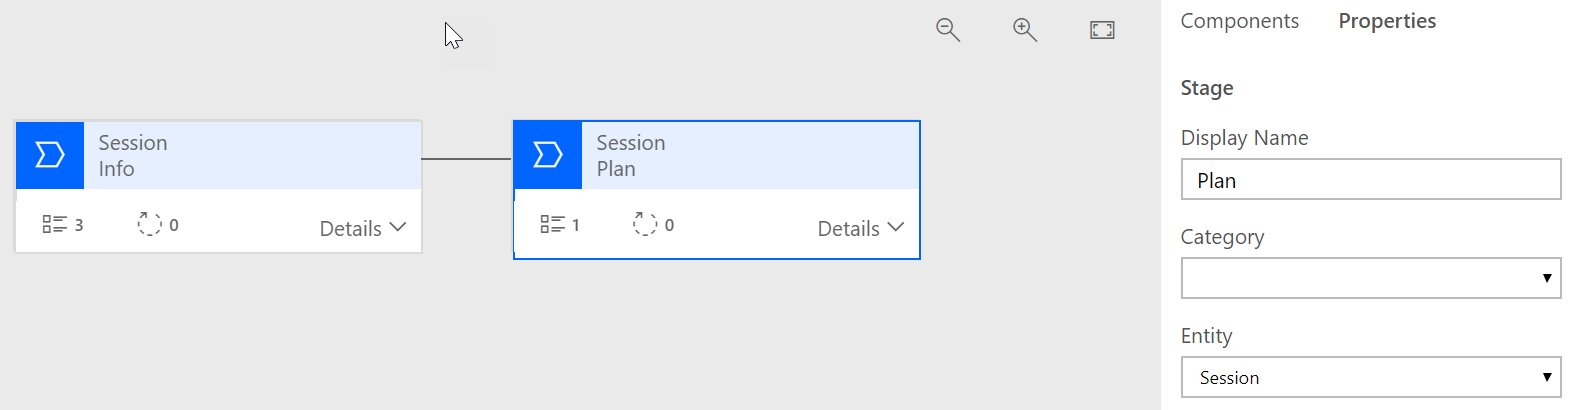 Components Properties
Stage
Display Name
Plan
Category
Entity
Session
Session
Info
3 0 Details
Session
Plan
1 0 Details